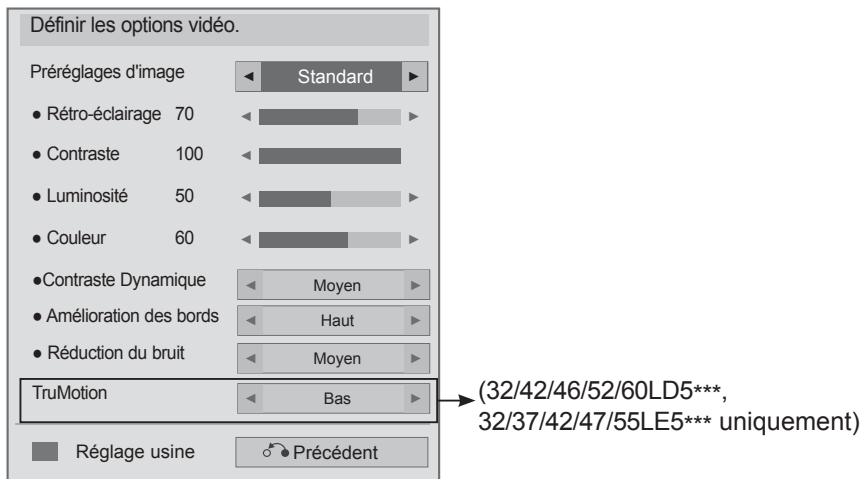 Définir les options vidéo.
Préréglages d'image ◄ Standard ►
● Rétro-éclairage 70 ◄ ►
● Contraste 100 ◄
● Luminosité 50 ◄ ►
● Couleur 60 ◄ ►
●Contraste Dynamique ◄ Moyen ►
● Amélioration des bords ◄ Haut ►
● Réduction du bruit ◄ Moyen ►
TruMotion ◄ Bas ►
(32/42/46/52/60LD5***,
32/37/42/47/55LE5*** uniquement)
Réglage usine Précédent